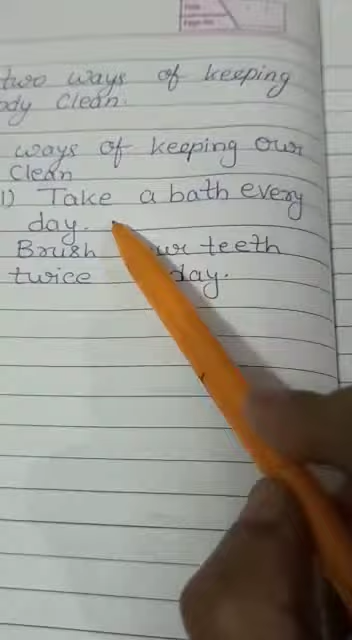 two ways of keeping
ody Clean.
ways of keeping our
Clean
1) Take a bath every
day.
Brush ur teeth
twice day.